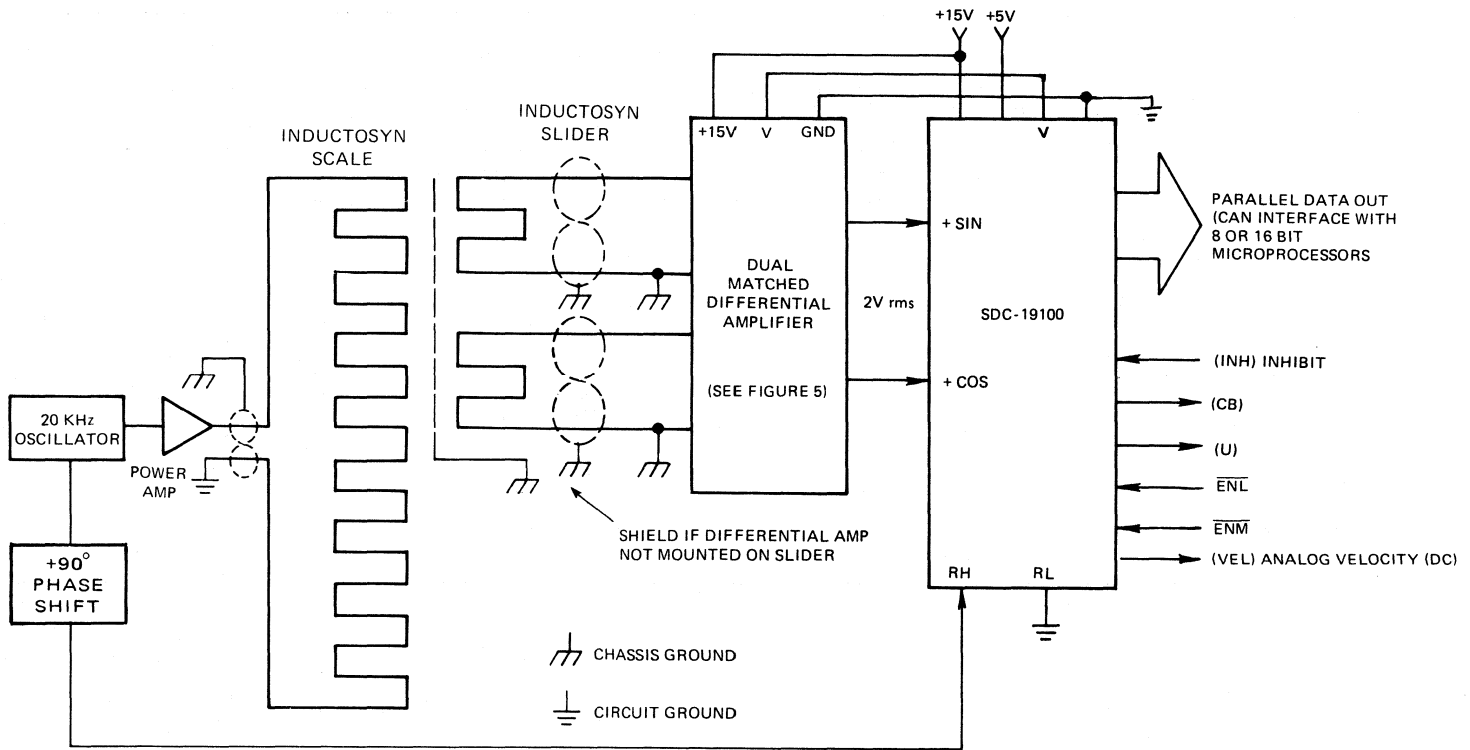 +15V
+5V
INDUCTOSYN
SCALE
INDUCTOSYN
SLIDER
+15V
V
GND
V
DUAL
MATCHED
DIFFERENTIAL
AMPLIFIER
(SEE FIGURE 5)
+ SIN
2V rms
SDC-19100
+ COS
PARALLEL DATA OUT
(CAN INTERFACE WITH
8 OR 16 BIT
MICROPROCESSORS
(INH) INHIBIT
(CB)
(U)
ENL
ENM
(VEL) ANALOG VELOCITY (DC)
RH
RL
20 KHz
OSCILLATOR
POWER
AMP
+90°
PHASE
SHIFT
SHIELD IF DIFFERENTIAL AMP
NOT MOUNTED ON SLIDER
CHASSIS GROUND
CIRCUIT GROUND